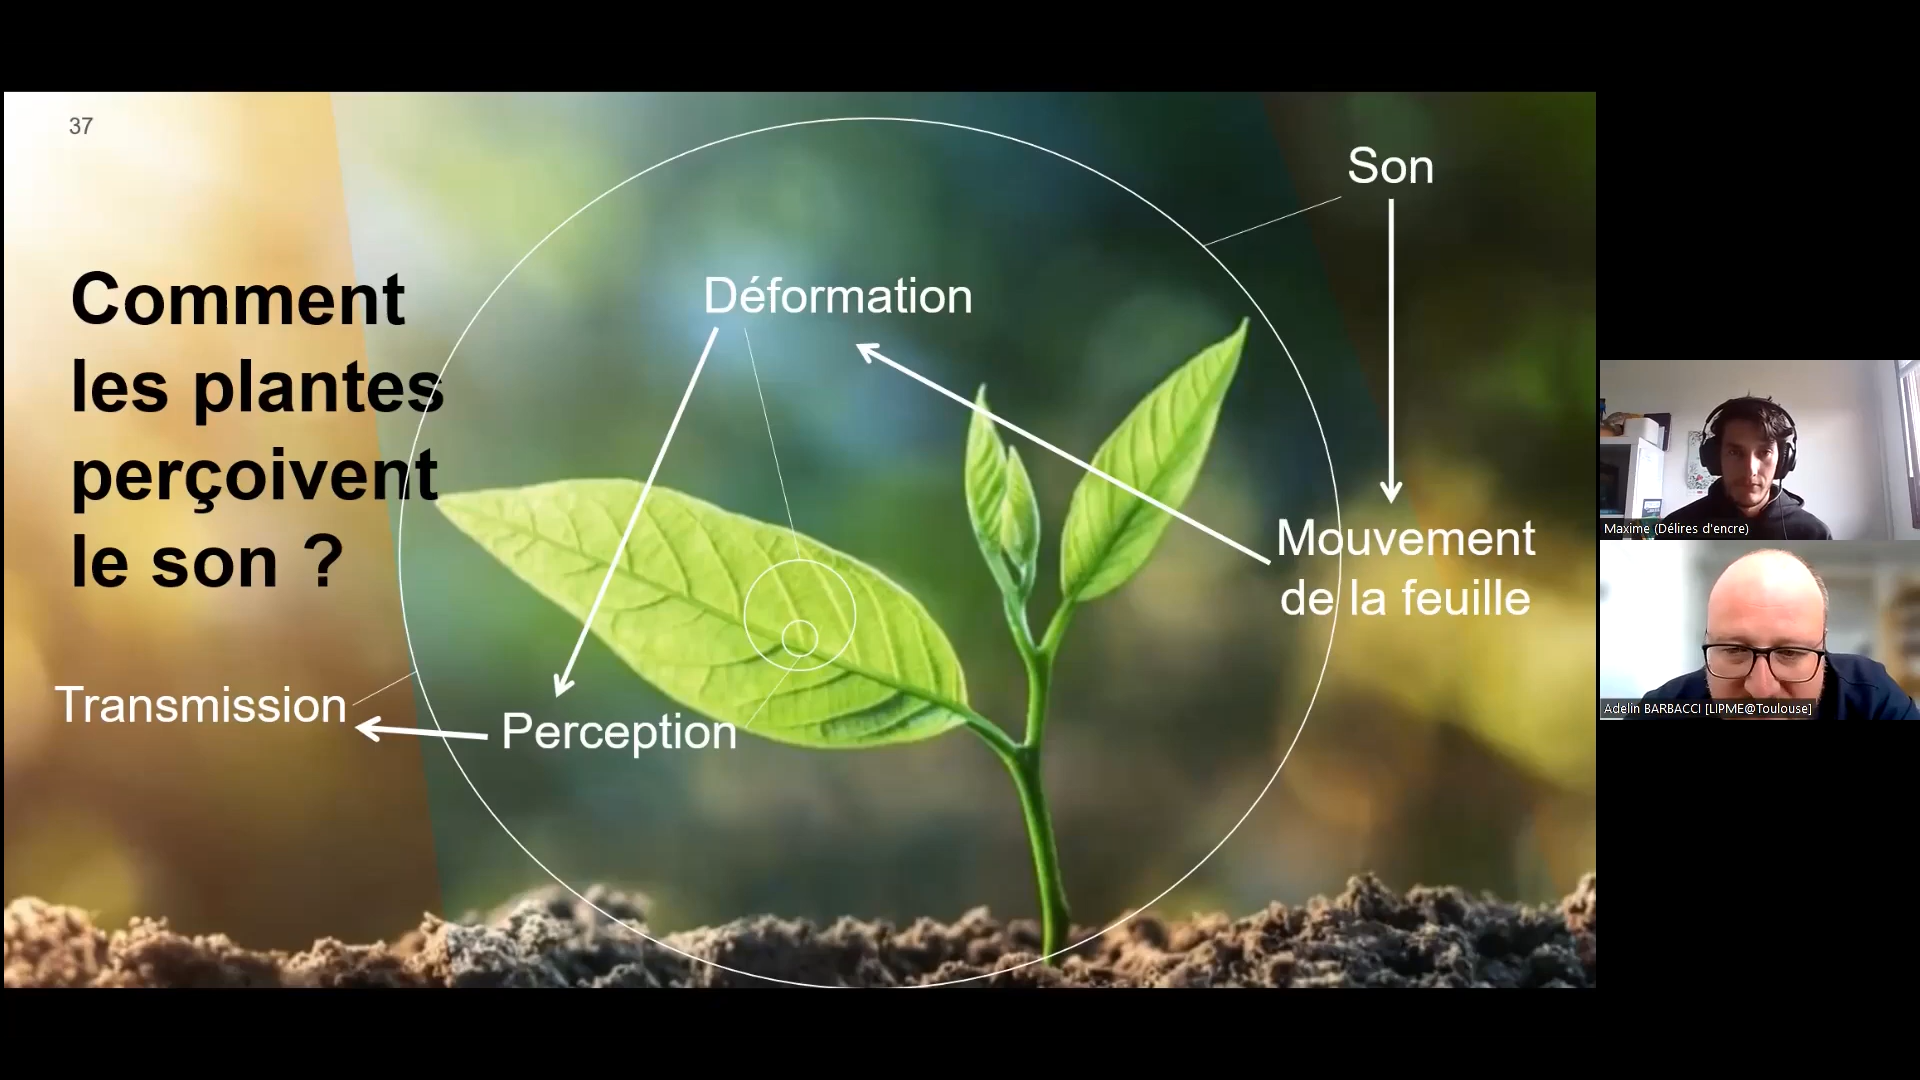 37
Comment
les plantes
perçoivent
le son ?
Son
Déformation
Mouvement
de la feuille
Transmission
Perception
Maxime (Délires d'encre)
Adelin BARBACCI [LIPME@Toulouse]